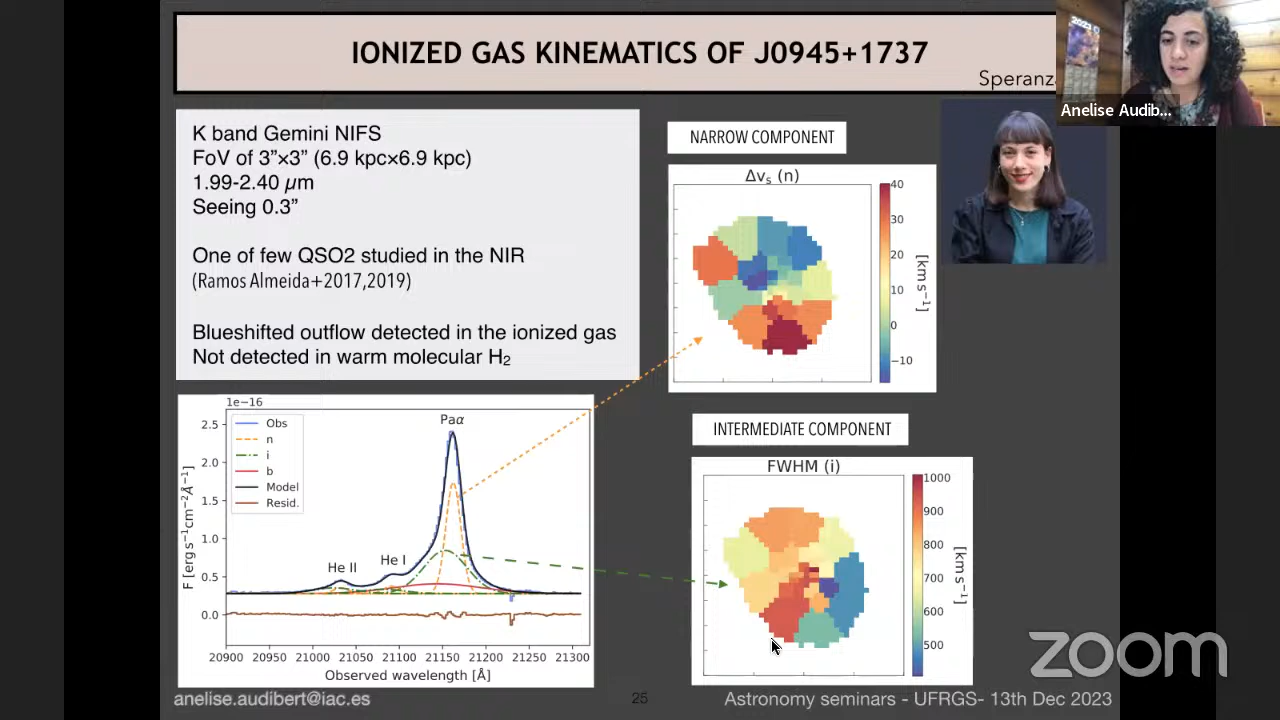 IONIZED GAS KINEMATICS OF J0945+1737
Speranza
Anelise Audib...
2023
K band Gemini NIFS
FoV of 3”×3” (6.9 kpc×6.9 kpc)
1.99-2.40 µm
Seeing 0.3”
One of few QSO2 studied in the NIR
(Ramos Almeida+2017,2019)
Blueshifted outflow detected in the ionized gas
Not detected in warm molecular H₂
NARROW COMPONENT
Δvₛ (n)
40
30
20
10
0
−10
[km s⁻¹]
1e−16
Paα
He I
He II
Obs
n
i
b
Model
Resid.
2.5
2.0
1.5
1.0
0.5
0.0
F [erg s⁻¹cm⁻²Å⁻¹]
20900 20950 21000 21050 21100 21150 21200 21250 21300
Observed wavelength [Å]
INTERMEDIATE COMPONENT
FWHM (i)
1000
900
800
700
600
500
[km s⁻¹]
zoom
anelise.audibert@iac.es
25
Astronomy seminars - UFRGS- 13th Dec 2023